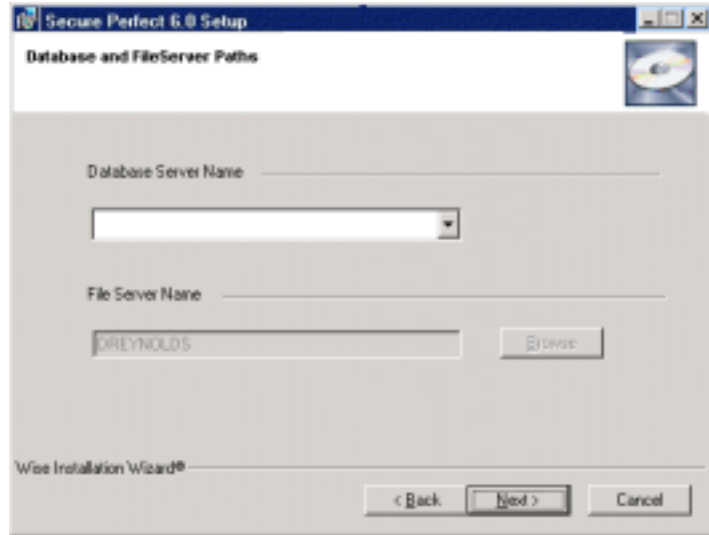 Secure Perfect 6.0 Setup
Database and FileServer Paths
Database Server Name
File Server Name
DREYNOLDS
Browse
Wise Installation Wizard®
< Back
Next >
Cancel